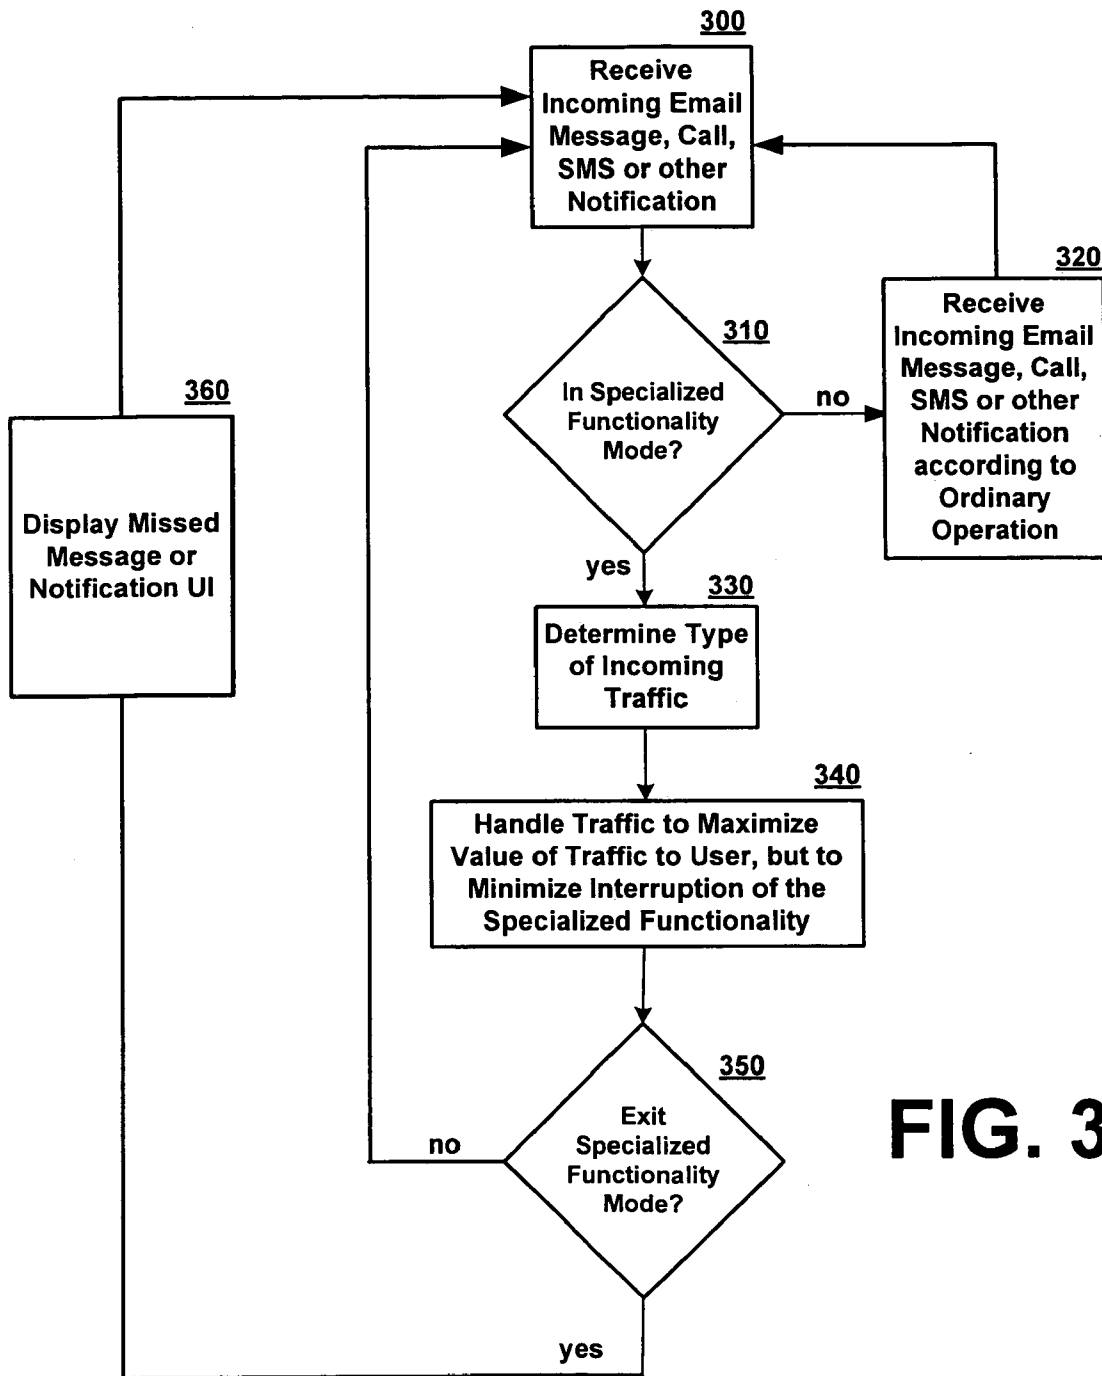 300
Receive
Incoming Email
Message, Call,
SMS or other
Notification
310
In Specialized
Functionality
Mode?
no
yes
320
Receive
Incoming Email
Message, Call,
SMS or other
Notification
according to
Ordinary
Operation
330
Determine Type
of Incoming
Traffic
340
Handle Traffic to Maximize
Value of Traffic to User, but to
Minimize Interruption of the
Specialized Functionality
350
Exit
Specialized
Functionality
Mode?
no
yes
360
Display Missed
Message or
Notification UI
FIG. 3